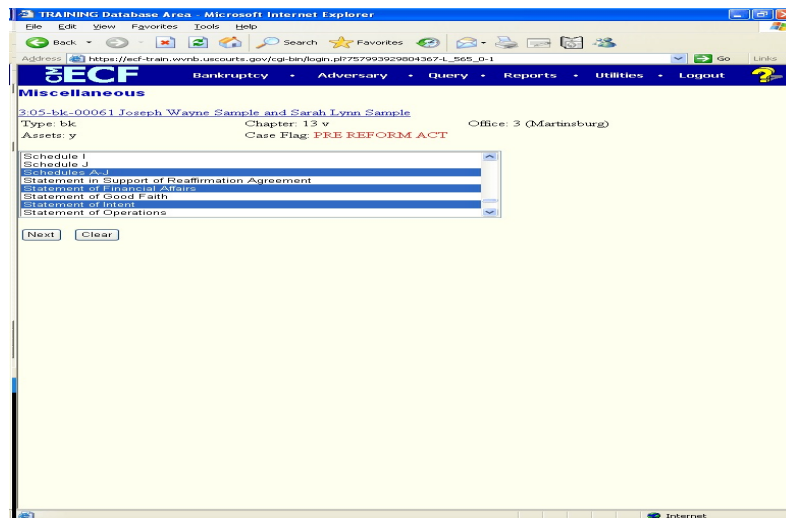 TRAINING Database Area - Microsoft Internet Explorer
File Edit View Favorites Tools Help
Back Search Favorites
Address https://ecf-train.wvnb.uscourts.gov/cgi-bin/login.pl?757993929804367-L_565_0-1 Go Links
ECF Bankruptcy • Adversary • Query • Reports • Utilities • Logout ?
Miscellaneous
3:05-bk-00061 Joseph Wayne Sample and Sarah Lynn Sample
Type: bk Chapter: 13 v Office: 3 (Martinsburg)
Assets: y Case Flag: PRE REFORM ACT
Schedule I
Schedule J
Schedules A-J
Statement in Support of Reaffirmation Agreement
Statement of Financial Affairs
Statement of Good Faith
Statement of Intent
Statement of Operations
Next Clear
Internet